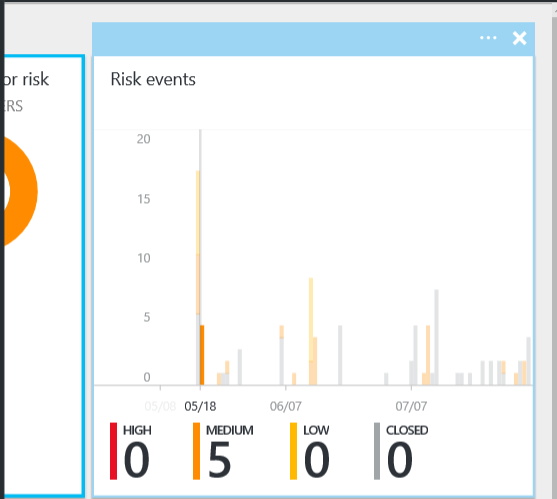 or risk
ERS
Risk events
20
15
10
5
0
05/08 05/18 06/07 07/07
HIGH MEDIUM LOW CLOSED
0 5 0 0